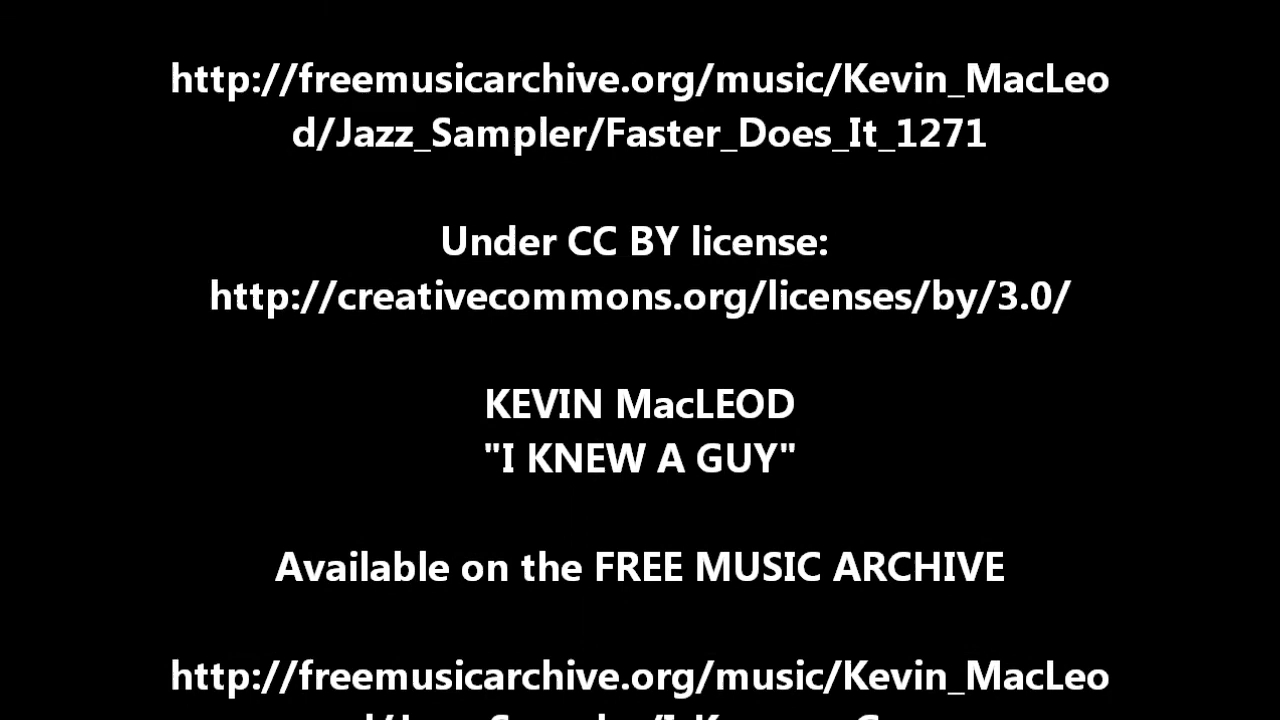 http://freemusicarchive.org/music/Kevin_MacLeo
d/Jazz_Sampler/Faster_Does_It_1271
Under CC BY license:
http://creativecommons.org/licenses/by/3.0/
KEVIN MacLEOD
"I KNEW A GUY"
Available on the FREE MUSIC ARCHIVE
http://freemusicarchive.org/music/Kevin_MacLeo